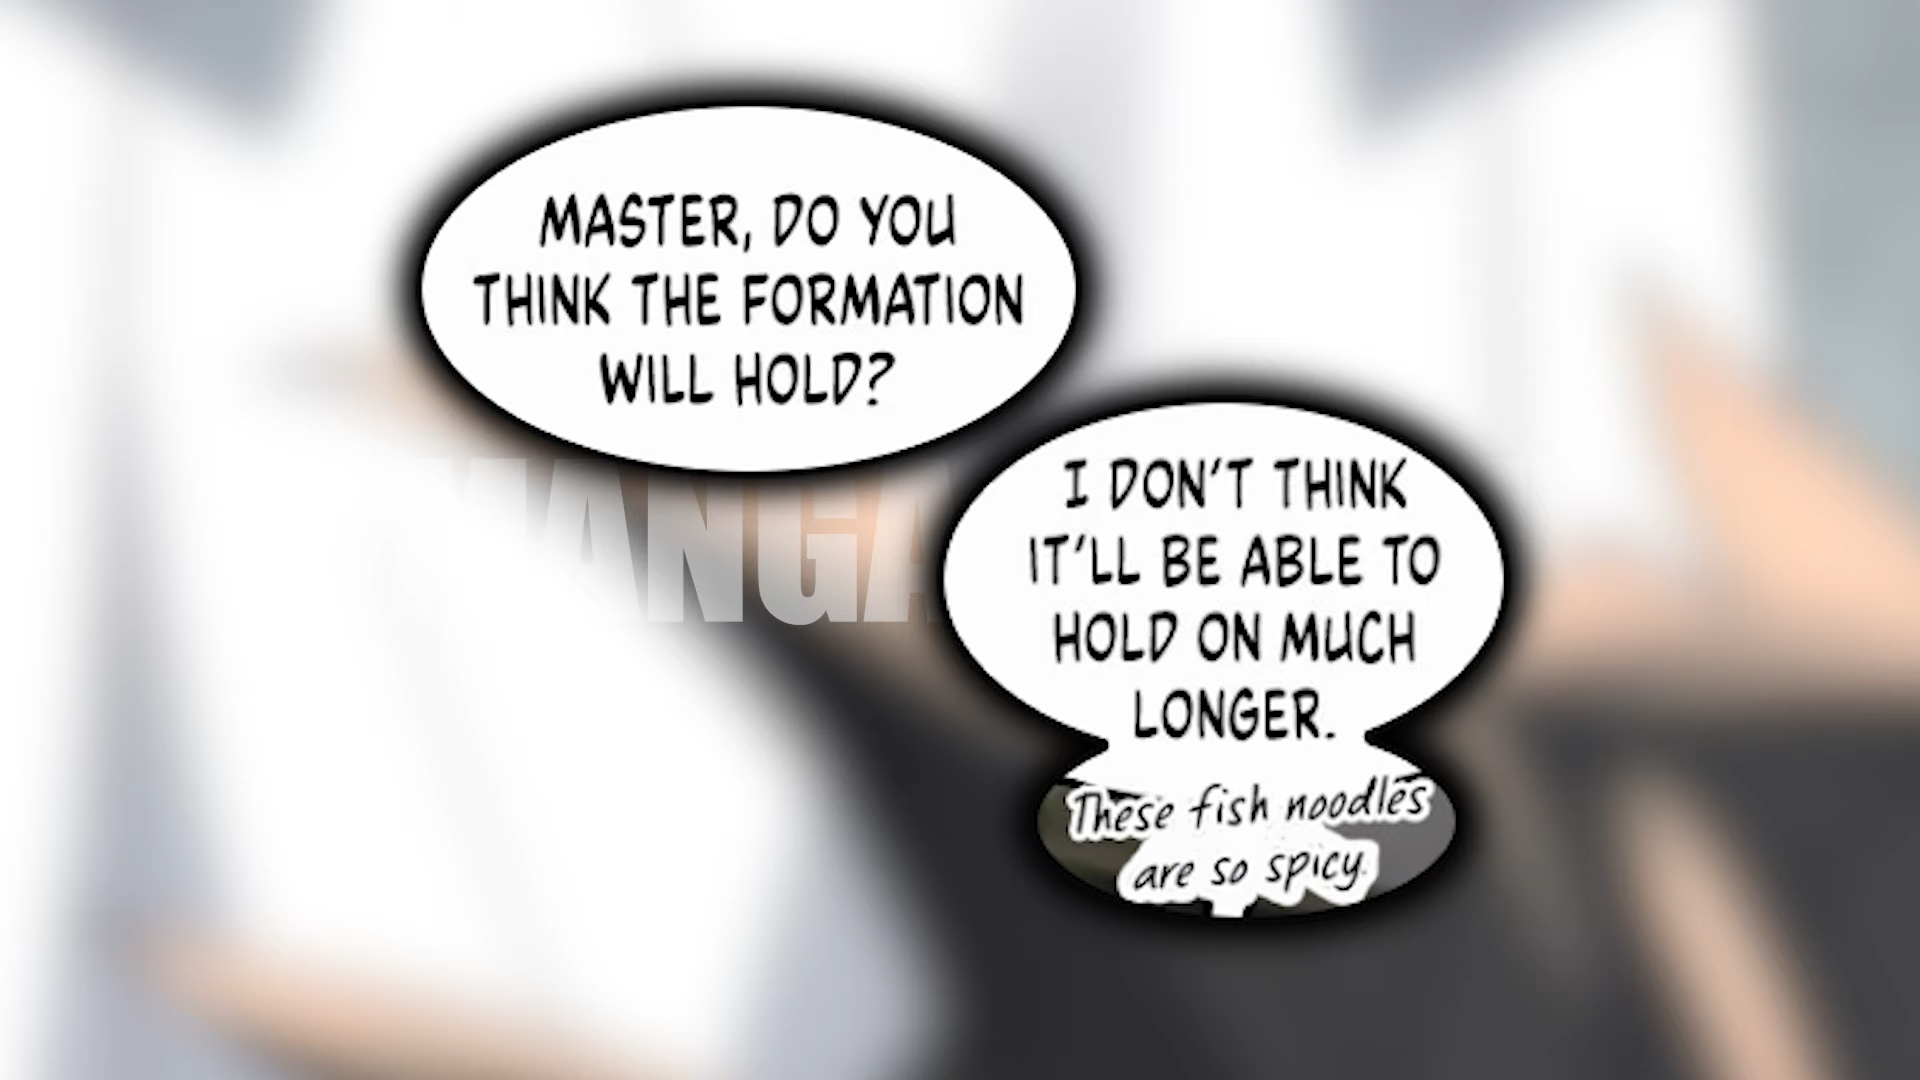 MASTER, DO YOU
THINK THE FORMATION
WILL HOLD?
I DON'T THINK
IT'LL BE ABLE TO
HOLD ON MUCH
LONGER.
These fish noodles
are so spicy.
MANGA